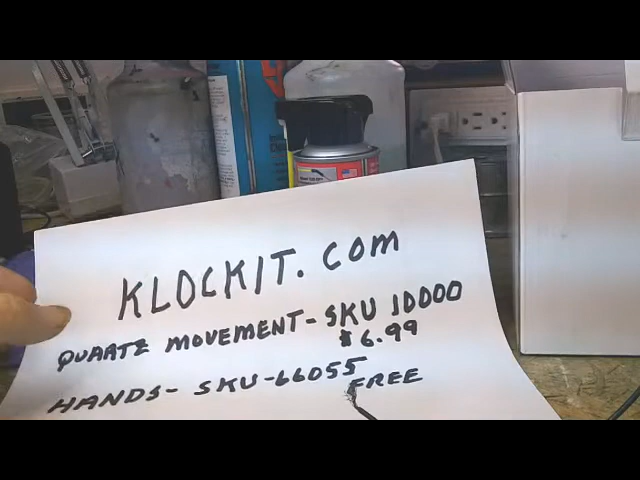 KLOCKIT. COM
QUARTZ MOVEMENT- SKU 10000
$6.99
HANDS- SKU-66055
FREE